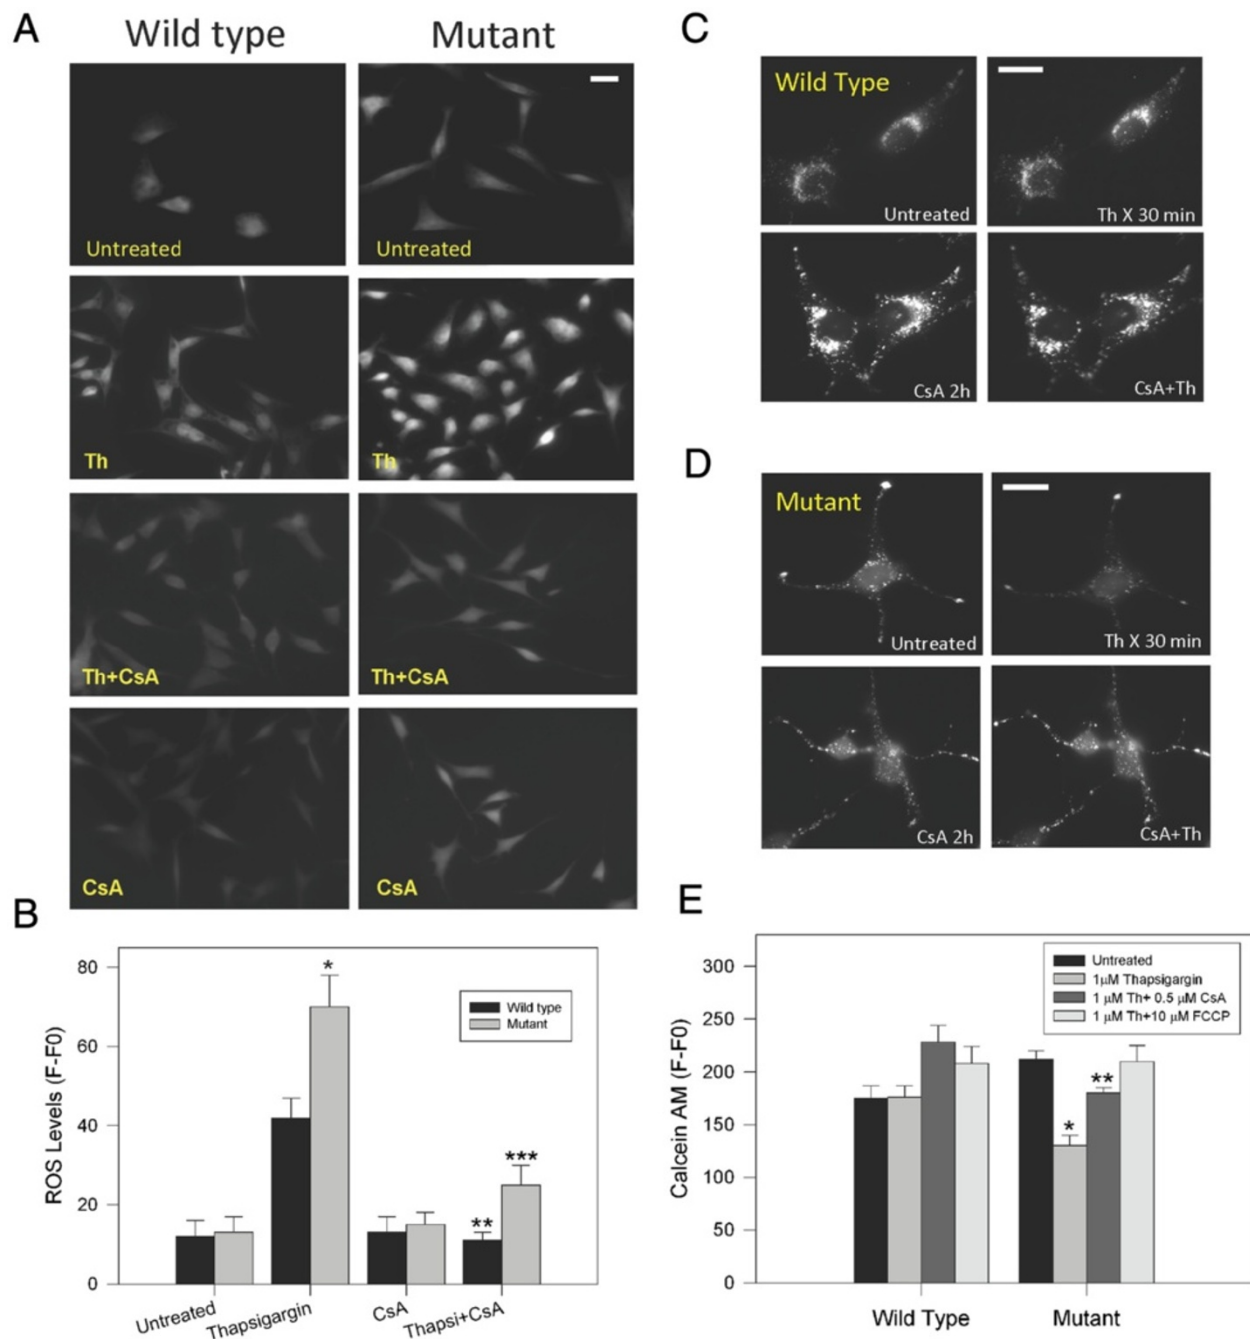 A
Wild type
Mutant
Untreated
Untreated
Th
Th
Th+CsA
Th+CsA
CsA
CsA
B
ROS Levels (F-F0)
80
60
40
20
0
Wild type
Mutant
*
**
***
Untreated
Thapsigargin
CsA
Thapsi+CsA
C
Wild Type
Untreated
Th X 30 min
CsA 2h
CsA+Th
D
Mutant
Untreated
Th X 30 min
CsA 2h
CsA+Th
E
Calcein AM (F-F0)
300
250
200
150
100
50
0
Untreated
1μM Thapsigargin
1 μM Th+ 0.5 μM CsA
1 μM Th+10 μM FCCP
*
**
Wild Type
Mutant